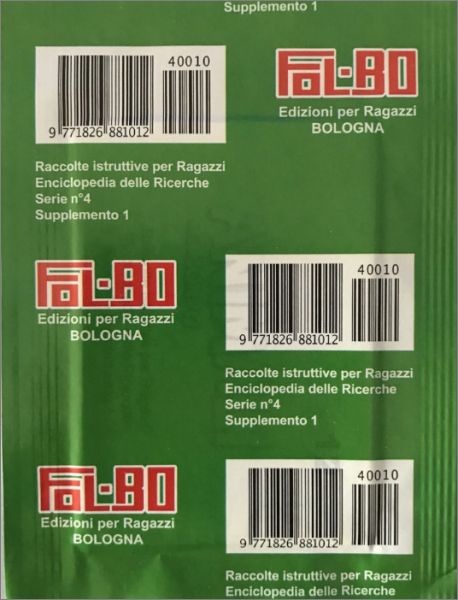 Supplemento 1
40010
9 771826 881012
FOL-BO
Edizioni per Ragazzi
BOLOGNA
Raccolte istruttive per Ragazzi
Enciclopedia delle Ricerche
Serie n°4
Supplemento 1
FOL-BO
Edizioni per Ragazzi
BOLOGNA
40010
9 771826 881012
Raccolte istruttive per Ragazzi
Enciclopedia delle Ricerche
Serie n°4
Supplemento 1
FOL-BO
Edizioni per Ragazzi
BOLOGNA
40010
9 771826 881012
Raccolte istruttive per Ragazzi
Enciclopedia delle Ricerche